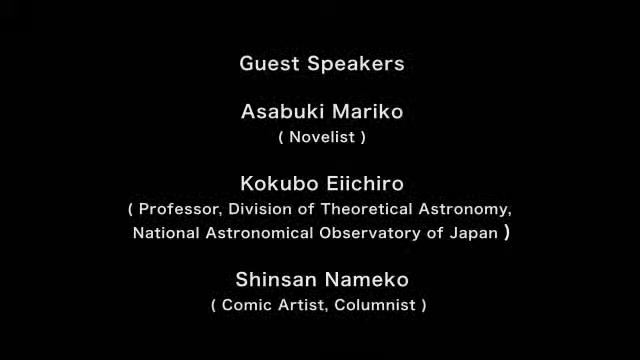 Guest Speakers
Asabuki Mariko
( Novelist )
Kokubo Eiichiro
( Professor, Division of Theoretical Astronomy,
National Astronomical Observatory of Japan )
Shinsan Nameko
( Comic Artist, Columnist )